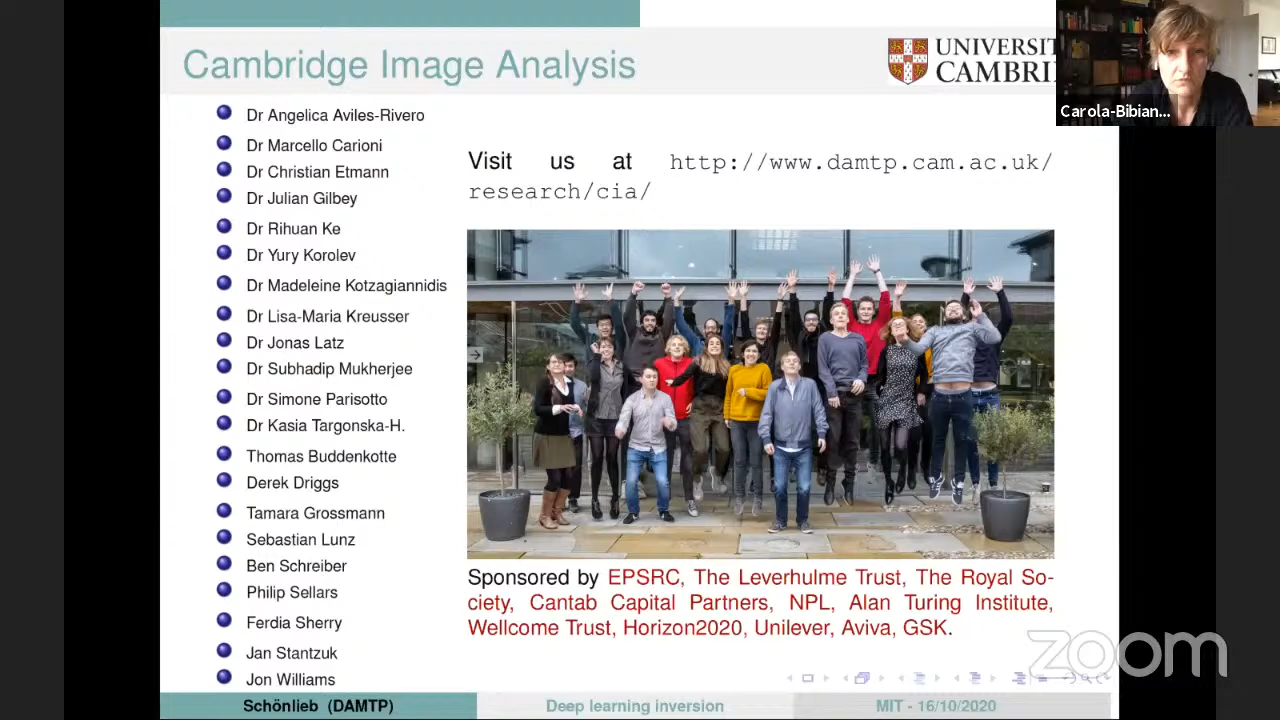 Cambridge Image Analysis
UNIVERSIT
CAMBRI
Carola-Bibian...
Dr Angelica Aviles-Rivero
Dr Marcello Carioni
Dr Christian Etmann
Dr Julian Gilbey
Dr Rihuan Ke
Dr Yury Korolev
Dr Madeleine Kotzagiannidis
Dr Lisa-Maria Kreusser
Dr Jonas Latz
Dr Subhadip Mukherjee
Dr Simone Parisotto
Dr Kasia Targonska-H.
Thomas Buddenkotte
Derek Driggs
Tamara Grossmann
Sebastian Lunz
Ben Schreiber
Philip Sellars
Ferdia Sherry
Jan Stantzuk
Jon Williams
Visit us at http://www.damtp.cam.ac.uk/
research/cia/
Sponsored by EPSRC, The Leverhulme Trust, The Royal So-
ciety, Cantab Capital Partners, NPL, Alan Turing Institute,
Wellcome Trust, Horizon2020, Unilever, Aviva, GSK.
zoom
Schönlieb (DAMTP)
Deep learning inversion
MIT - 16/10/2020